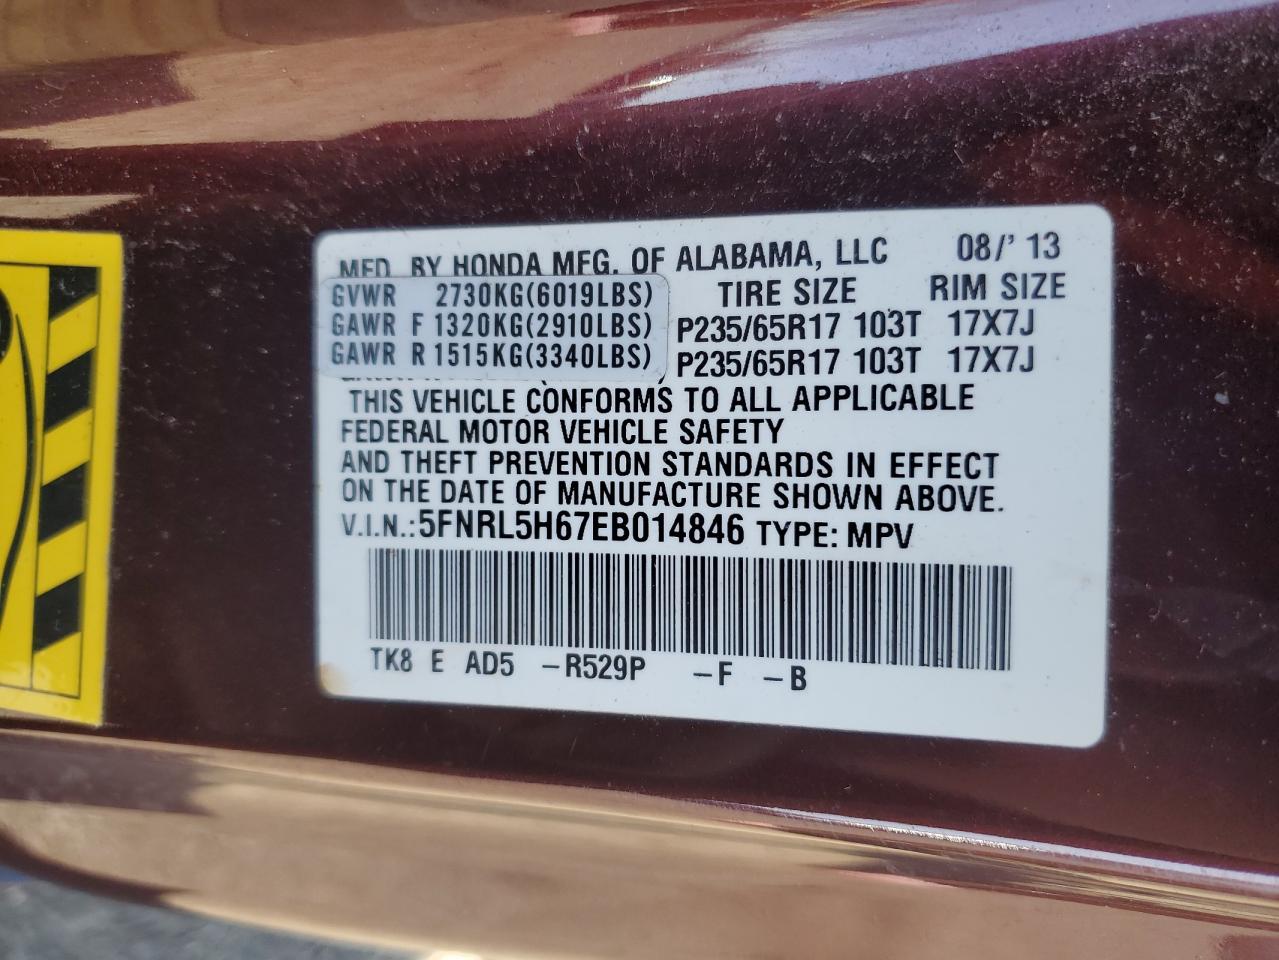 MFD. BY HONDA MFG. OF ALABAMA, LLC 08/'13
TIRE SIZE RIM SIZE
GVWR 2730KG(6019LBS)
GAWR F 1320KG(2910LBS) P235/65R17 103T 17X7J
GAWR R 1515KG(3340LBS) P235/65R17 103T 17X7J
THIS VEHICLE CONFORMS TO ALL APPLICABLE
FEDERAL MOTOR VEHICLE SAFETY
AND THEFT PREVENTION STANDARDS IN EFFECT
ON THE DATE OF MANUFACTURE SHOWN ABOVE.
V.I.N.:5FNRL5H67EB014846 TYPE: MPV
TK8 E AD5 -R529P -F -B